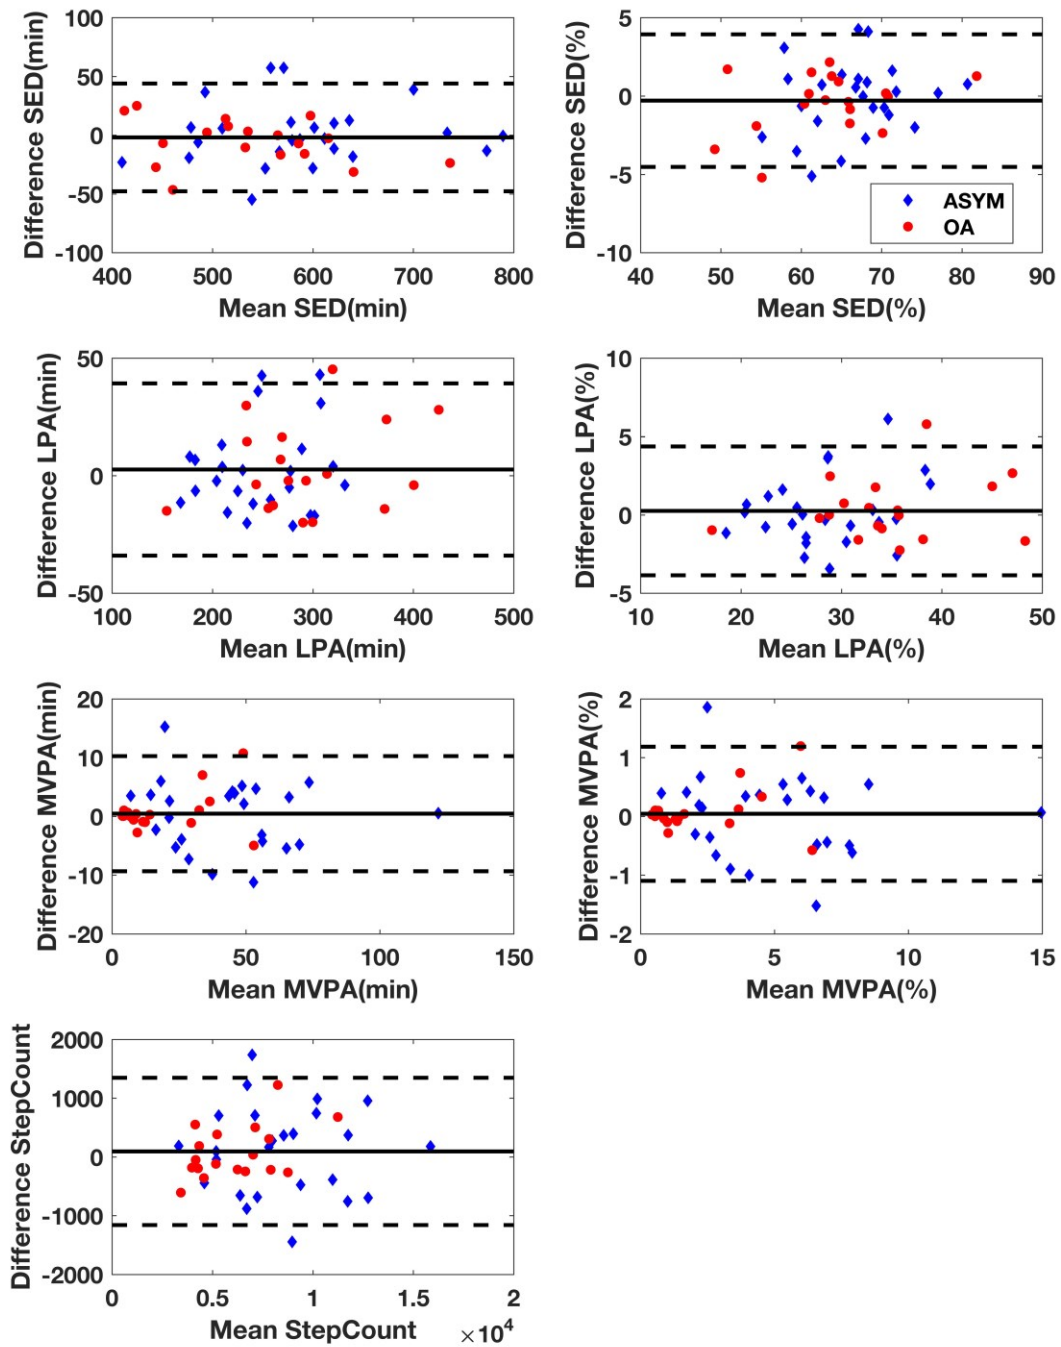 Difference SED(min)
100
50
0
-50
-100
400 500 600 700 800
Mean SED(min)
Difference SED(%)
5
0
-5
-10
ASYM
OA
40 50 60 70 80 90
Mean SED(%)
Difference LPA(min)
50
0
-50
100 200 300 400 500
Mean LPA(min)
Difference LPA(%)
10
5
0
-5
10 20 30 40 50
Mean LPA(%)
Difference MVPA(min)
20
10
0
-10
-20
0 50 100 150
Mean MVPA(min)
Difference MVPA(%)
2
1
0
-1
-2
0 5 10 15
Mean MVPA(%)
Difference StepCount
2000
1000
0
-1000
-2000
0 0.5 1 1.5 2
Mean StepCount ×10⁴